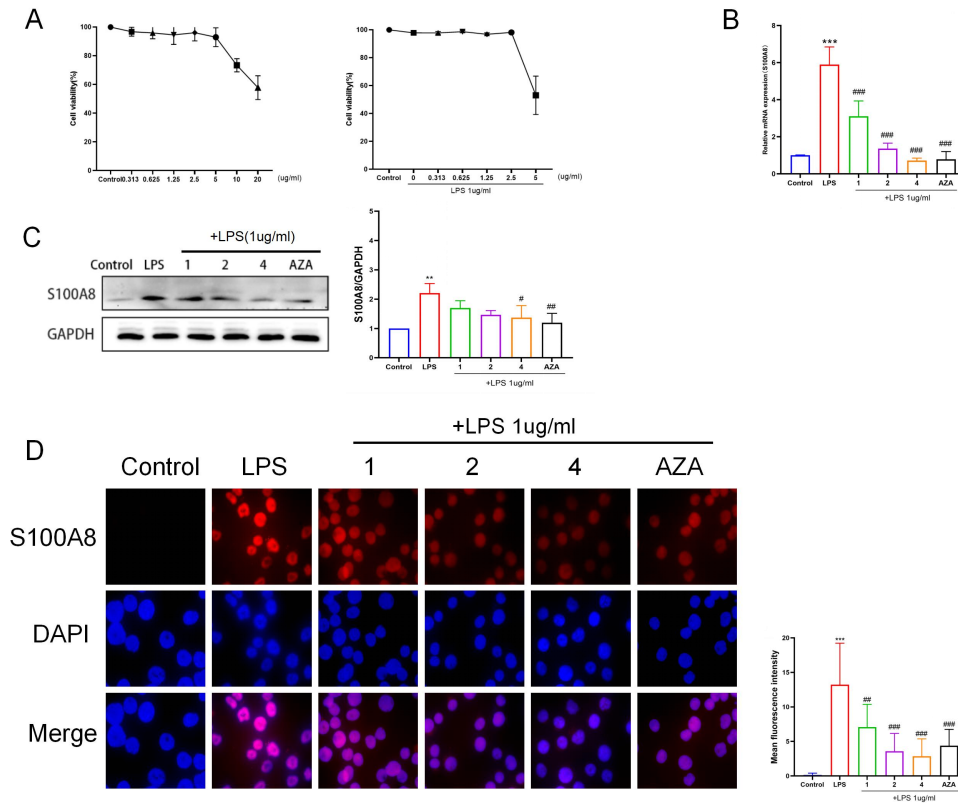 A
Cell viability(%)
100
80
60
40
20
0
Control 0.313 0.625 1.25 2.5 5 10 20 (ug/ml)
Cell viability(%)
100
80
60
40
20
0
Control 0 0.313 0.625 1.25 2.5 5 (ug/ml)
LPS 1ug/ml
B
Relative mRNA expression (S100A8)
8
6
4
2
0
*** ### ### ### ###
Control LPS 1 2 4 AZA
+LPS 1ug/ml
C
+LPS(1ug/ml)
Control LPS 1 2 4 AZA
S100A8
GAPDH
S100A8/GAPDH
5
4
3
2
1
0
** # ##
Control LPS 1 2 4 AZA
+LPS 1ug/ml
D
+LPS 1ug/ml
Control LPS 1 2 4 AZA
S100A8
DAPI
Merge
Mean fluorescence intensity
20
15
10
5
0
*** ## ### ### ###
Control LPS 1 2 4 AZA
+LPS 1ug/ml